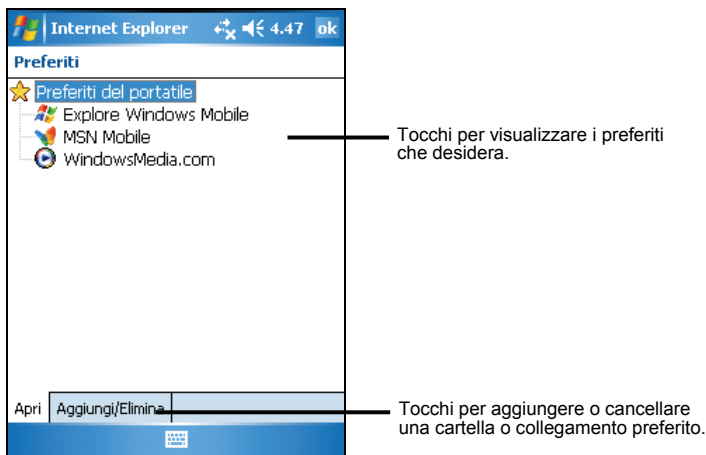 Internet Explorer 4.47 ok
Preferiti
Preferiti del portatile
Explore Windows Mobile
MSN Mobile
WindowsMedia.com
Tocchi per visualizzare i preferiti
che desidera.
Apri Aggiungi/Elimina
Tocchi per aggiungere o cancellare
una cartella o collegamento preferito.